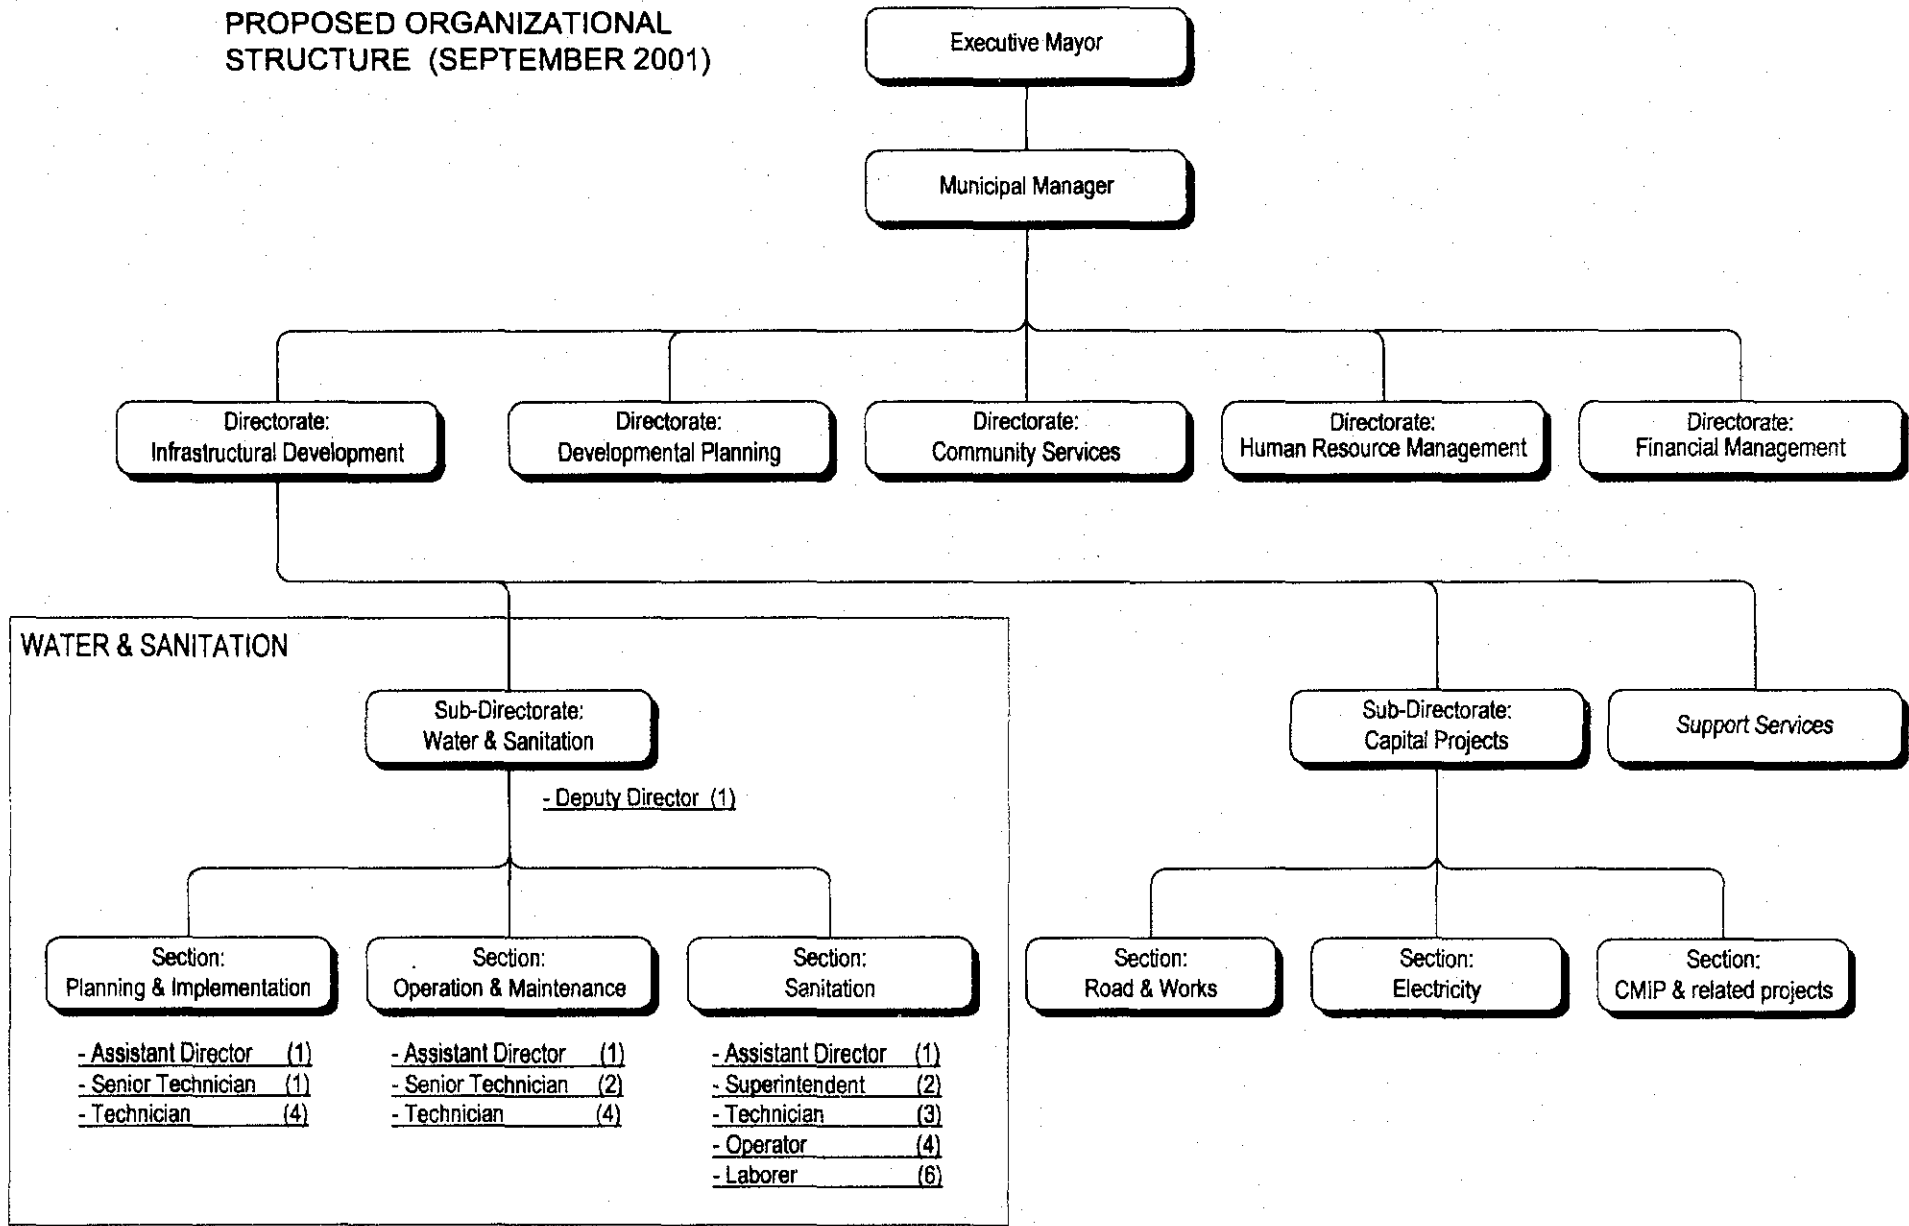 PROPOSED ORGANIZATIONAL
STRUCTURE (SEPTEMBER 2001)
Executive Mayor
Municipal Manager
Directorate:
Infrastructural Development
Directorate:
Developmental Planning
Directorate:
Community Services
Directorate:
Human Resource Management
Directorate:
Financial Management
WATER & SANITATION
Sub-Directorate:
Water & Sanitation
- Deputy Director (1)
Sub-Directorate:
Capital Projects
Support Services
Section:
Planning & Implementation
- Assistant Director (1)
- Senior Technician (1)
- Technician (4)
Section:
Operation & Maintenance
- Assistant Director (1)
- Senior Technician (2)
- Technician (4)
Section:
Sanitation
- Assistant Director (1)
- Superintendent (2)
- Technician (3)
- Operator (4)
- Laborer (6)
Section:
Road & Works
Section:
Electricity
Section:
CMIP & related projects